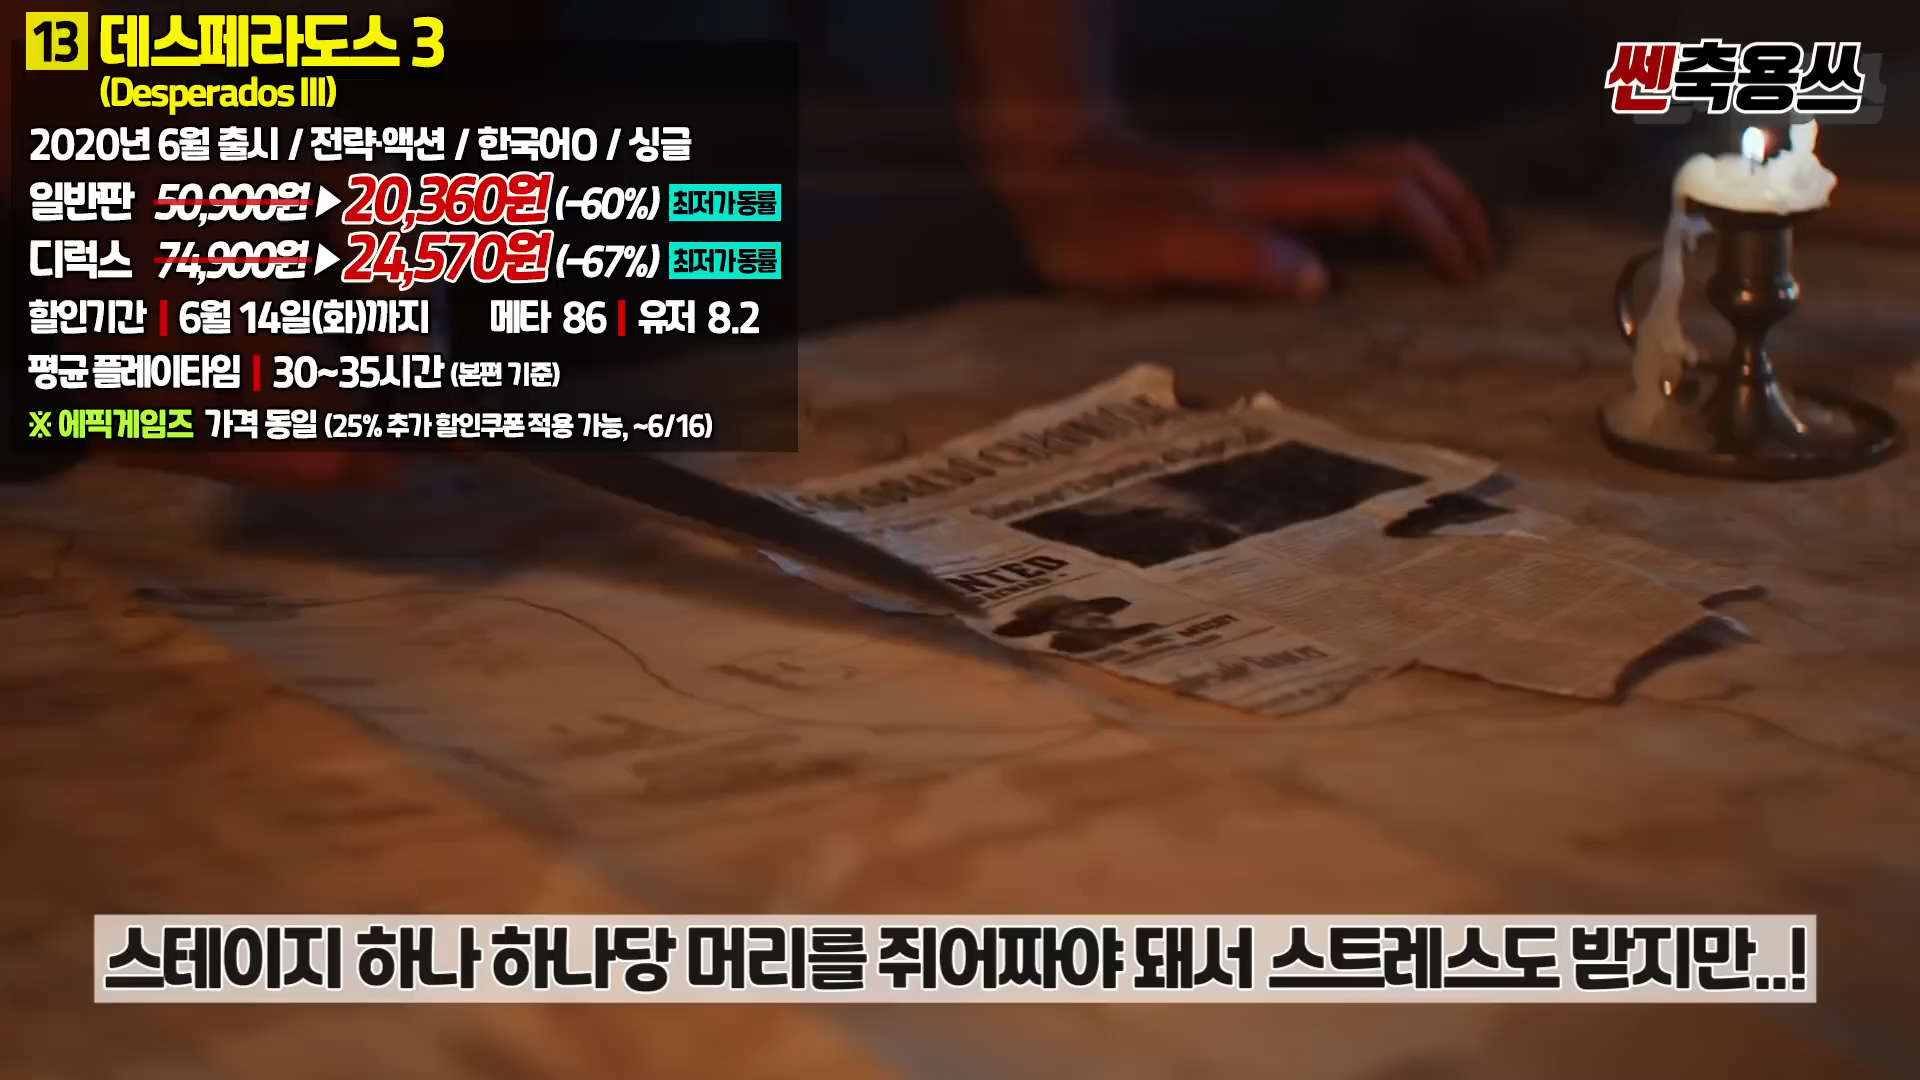 13 데스페라도스 3
(Desperados III)
쎈축용쓰
2020년 6월 출시 / 전략·액션 / 한국어O / 싱글
일반판 50,900원 ▶ 20,360원 (-60%) 최저가 동률
디럭스 74,900원 ▶ 24,570원 (-67%) 최저가 동률
할인기간 | 6월 14일(화)까지 메타 86 | 유저 8.2
평균 플레이타임 | 30~35시간 (본편 기준)
※ 에픽게임즈 가격 동일 (25% 추가 할인쿠폰 적용 가능, ~6/16)
NTED
스테이지 하나 하나당 머리를 쥐어짜야 돼서 스트레스도 받지만..!